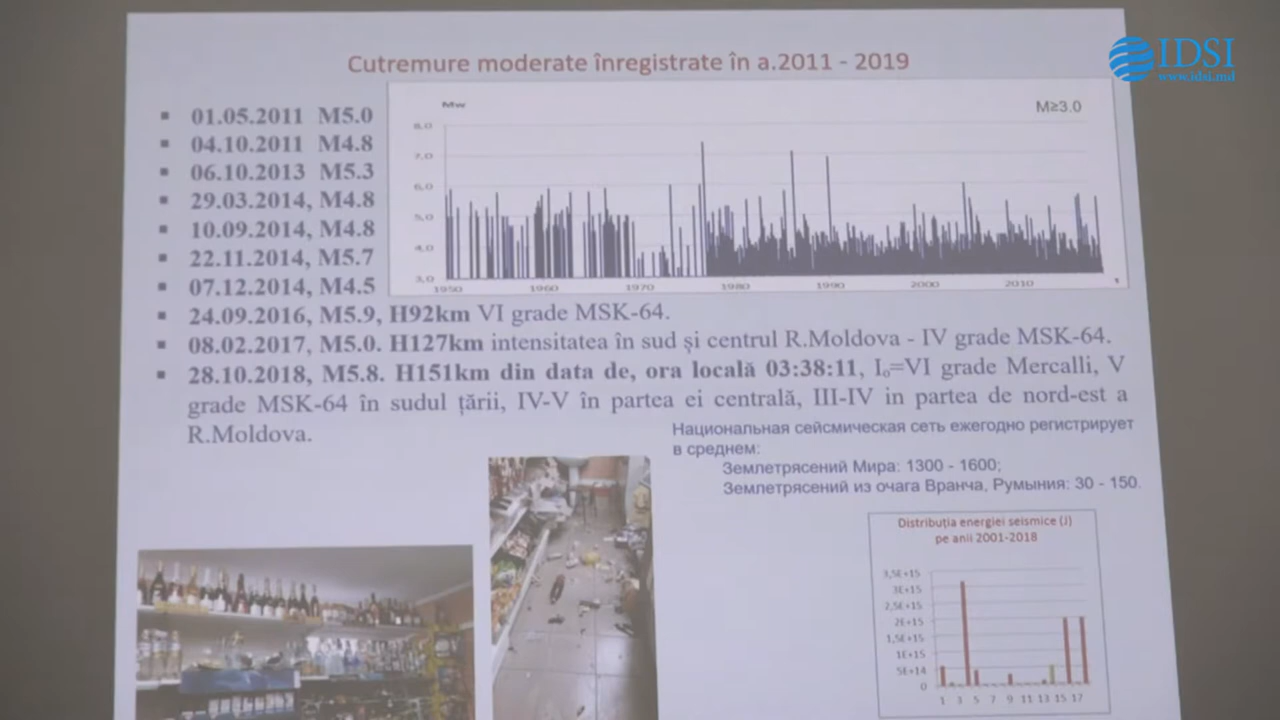 IDSI
www.idsi.md
Cutremure moderate înregistrate în a.2011 - 2019
01.05.2011 M5.0
04.10.2011 M4.8
06.10.2013 M5.3
29.03.2014, M4.8
10.09.2014, M4.8
22.11.2014, M5.7
07.12.2014, M4.5
Mw
M≥3.0
8,0
7,0
6,0
5,0
4,0
3,0
1950 1960 1970 1980 1990 2000 2010
24.09.2016, M5.9, H92km VI grade MSK-64.
08.02.2017, M5.0. H127km intensitatea în sud și centrul R.Moldova - IV grade MSK-64.
28.10.2018, M5.8. H151km din data de, ora locală 03:38:11, Io=VI grade Mercalli, V
grade MSK-64 în sudul țării, IV-V în partea ei centrală, III-IV in partea de nord-est a
R.Moldova.
Национальная сейсмическая сеть ежегодно регистрирует
в среднем:
Землетрясений Мира: 1300 - 1600;
Землетрясений из очага Вранча, Румыния: 30 - 150.
Distribuția energiei seismice (J)
pe anii 2001-2018
3,5E+15
3E+15
2,5E+15
2E+15
1,5E+15
1E+15
5E+14
0
1 3 5 7 9 11 13 15 17